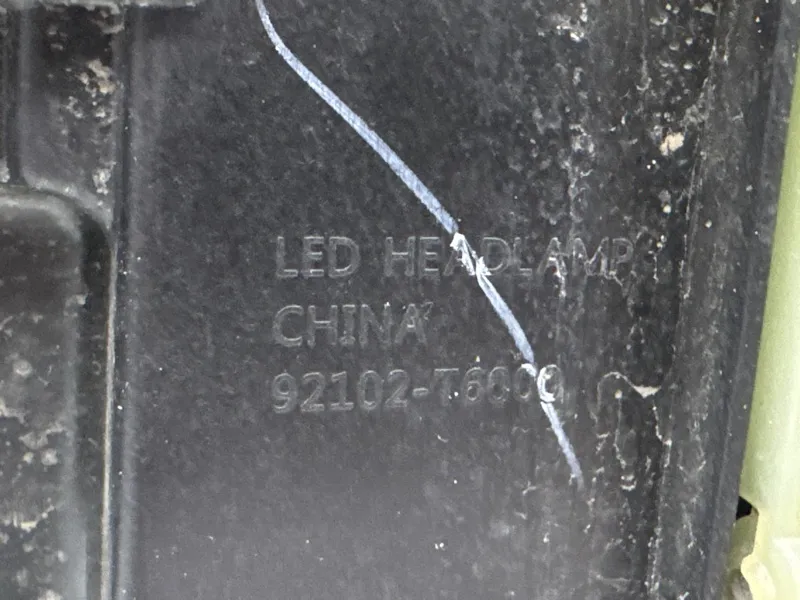 LED HEADLAMP
CHINA
92102-T6000